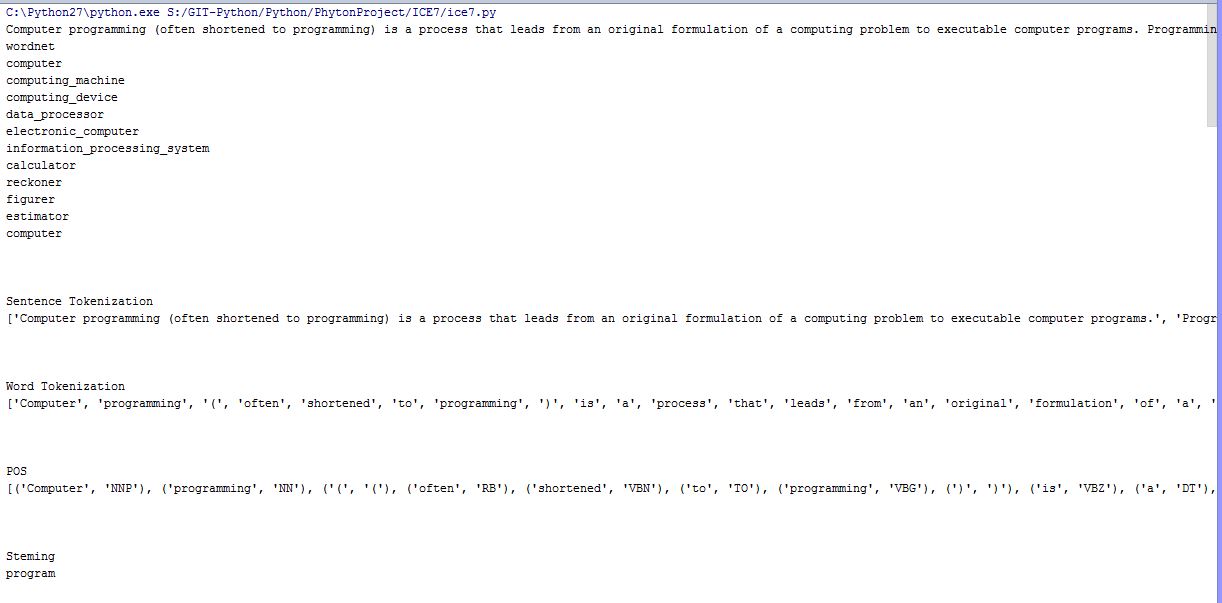 C:\Python27\python.exe S:/GIT-Python/Python/PhytonProject/ICE7/ice7.py
Computer programming (often shortened to programming) is a process that leads from an original formulation of a computing problem to executable computer programs. Programmin
wordnet
computer
computing_machine
computing_device
data_processor
electronic_computer
information_processing_system
calculator
reckoner
figurer
estimator
computer
Sentence Tokenization
['Computer programming (often shortened to programming) is a process that leads from an original formulation of a computing problem to executable computer programs.', 'Progr
Word Tokenization
['Computer', 'programming', '(', 'often', 'shortened', 'to', 'programming', ')', 'is', 'a', 'process', 'that', 'leads', 'from', 'an', 'original', 'formulation', 'of', 'a', '
POS
[('Computer', 'NNP'), ('programming', 'NN'), ('(', '('), ('often', 'RB'), ('shortened', 'VBN'), ('to', 'TO'), ('programming', 'VBG'), (')', ')'), ('is', 'VBZ'), ('a', 'DT'),
Steming
program